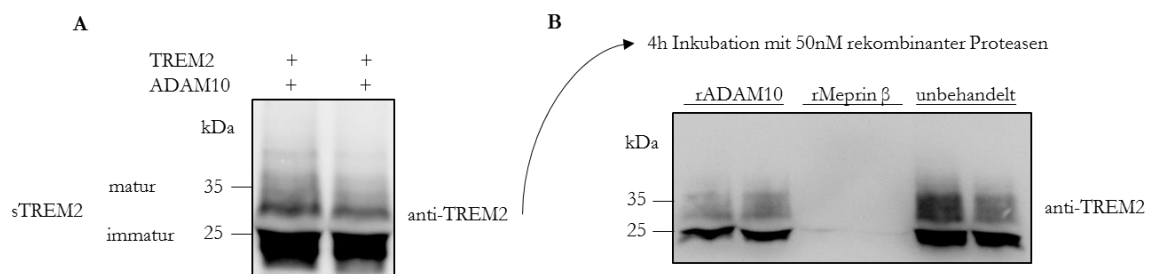 A
TREM2 + +
ADAM10 + +
kDa
matur 35
sTREM2
immatur 25
anti-TREM2
B
4h Inkubation mit 50nM rekombinanter Proteasen
rADAM10 rMeprin β unbehandelt
kDa
35
25
anti-TREM2